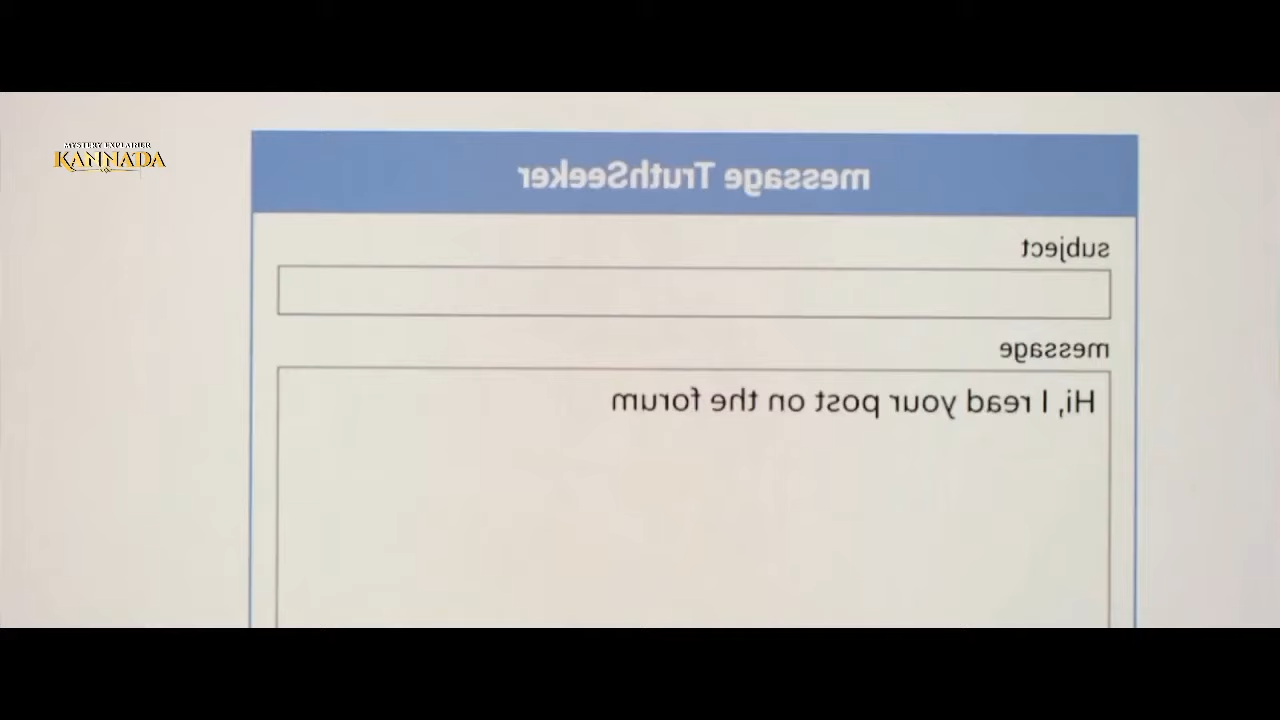 MYSTERY EXPLAINER
KANNADA
message TruthSeeker
subject
message
Hi, I read your post on the forum